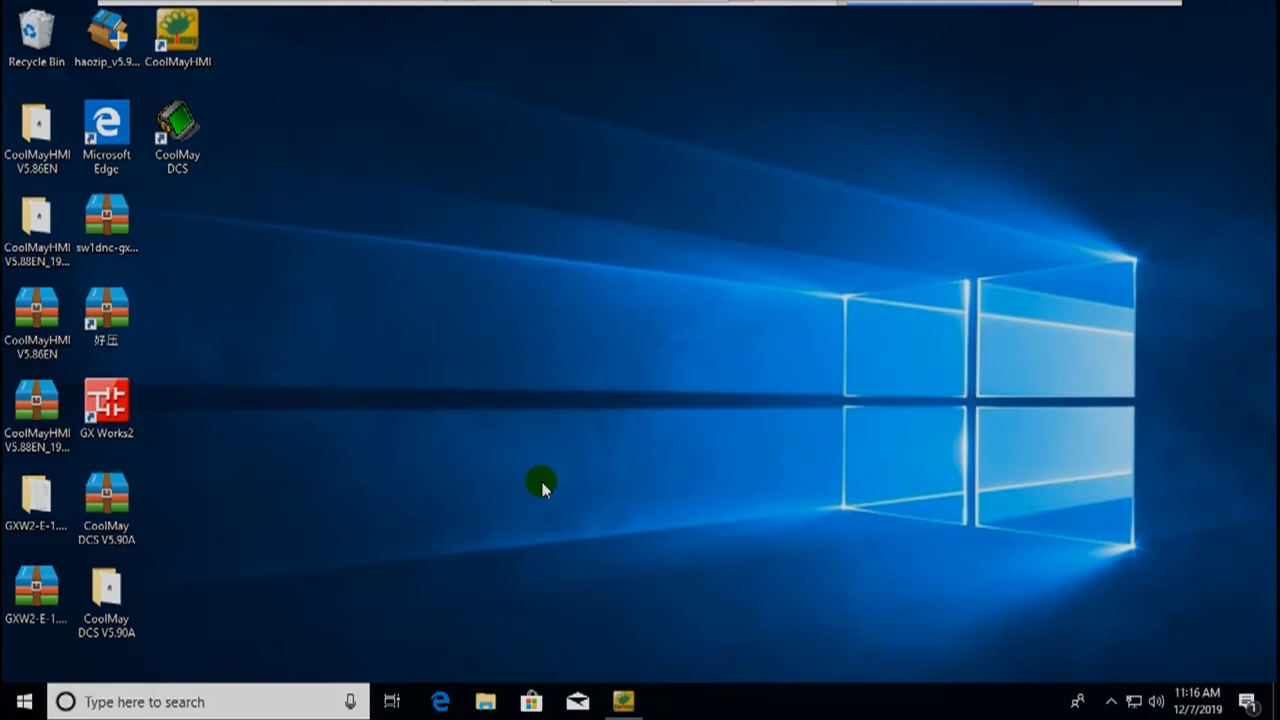 Recycle Bin
haozip_v5.9...
CoolMayHMI
CoolMayHMI
V5.86EN
Microsoft
Edge
CoolMay
DCS
CoolMayHMI
V5.88EN_19...
sw1dnc-gx...
CoolMayHMI
V5.86EN
好压
CoolMayHMI
V5.88EN_19...
GX Works2
GXW2-E-1....
CoolMay
DCS V5.90A
GXW2-E-1....
CoolMay
DCS V5.90A
Type here to search
11:16 AM
12/7/2019
1